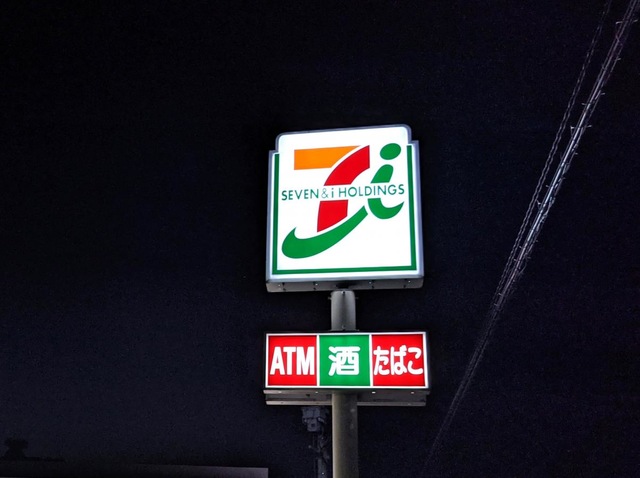 SEVEN & i HOLDINGS
ATM 酒 たばこ